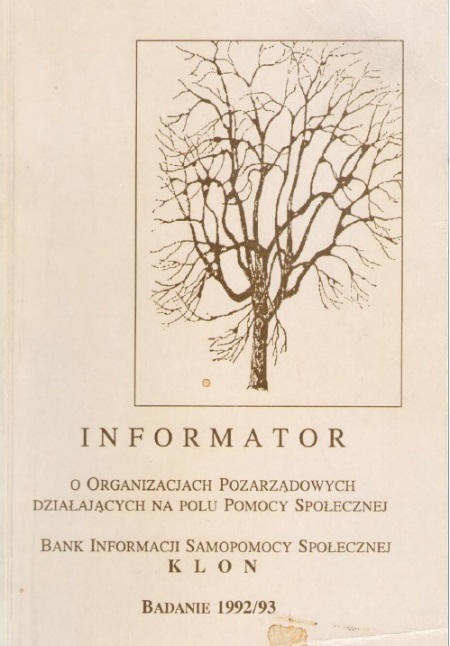 INFORMATOR
O ORGANIZACJACH POZARZĄDOWYCH
DZIAŁAJĄCYCH NA POLU POMOCY SPOŁECZNEJ
BANK INFORMACJI SAMOPOMOCY SPOŁECZNEJ
KLON
BADANIE 1992/93